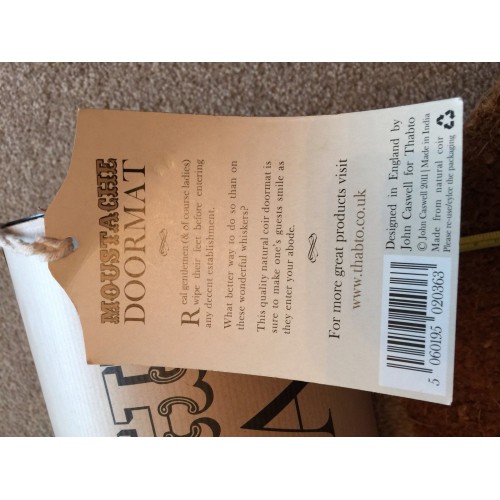 MOUSTACHE
DOORMAT
Real gentlemen (& of course ladies)
wipe their feet before entering
any decent establishment.
What better way to do so than on
these wonderful whiskers?
This quality natural coir doormat is
sure to make one's guests smile as
they enter your abode.
For more great products visit
www.thabto.co.uk
Designed in England by
John Caswell for Thabto
© John Caswell 2011 | Made in India
Made from natural coir
Please re-use/cycle the packaging
5 060195 020363